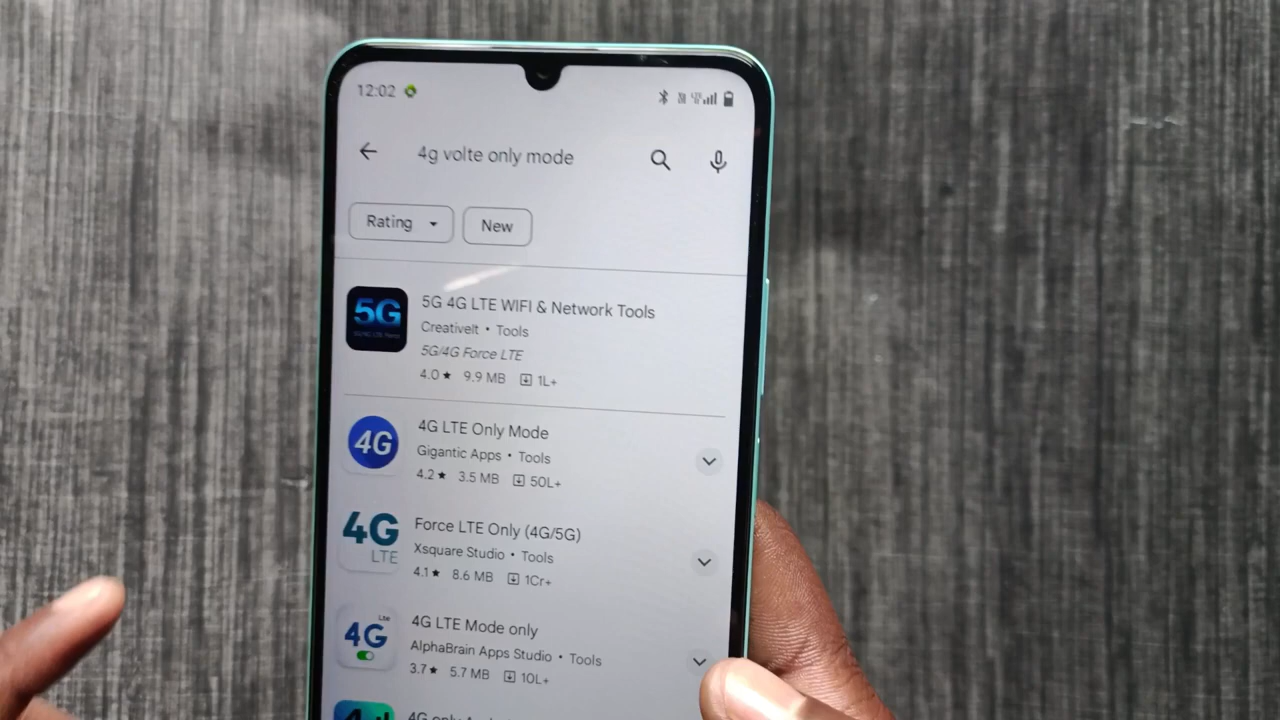 12:02
4g volte only mode
Rating
New
5G
5G 4G LTE WIFI & Network Tools
CreativeIt • Tools
5G/4G Force LTE
4.0★ 9.9 MB 1L+
4G
4G LTE Only Mode
Gigantic Apps • Tools
4.2★ 3.5 MB 50L+
4G
LTE
Force LTE Only (4G/5G)
Xsquare Studio • Tools
4.1★ 8.6 MB 1Cr+
Lte
4G
4G LTE Mode only
AlphaBrain Apps Studio • Tools
3.7★ 5.7 MB 10L+
4G only